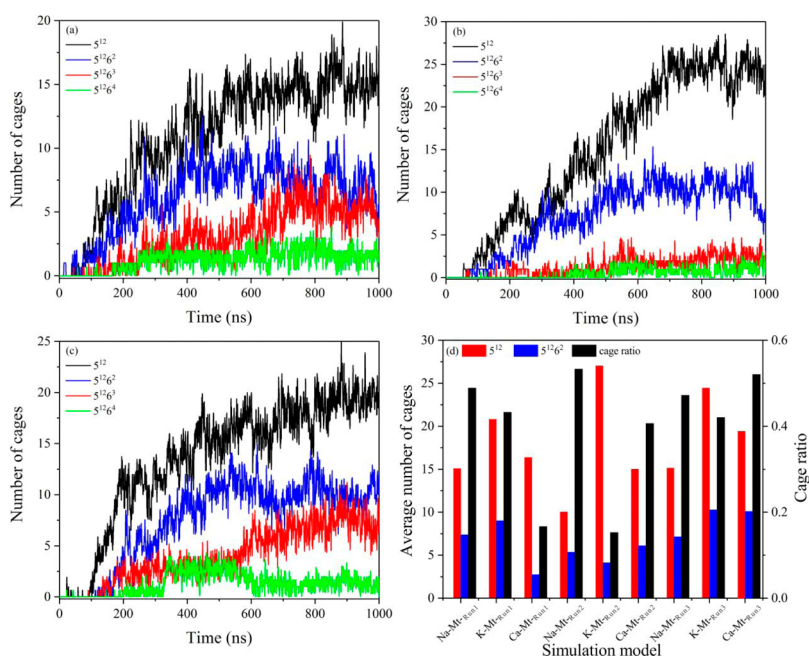 (a)
5¹²
5¹²6²
5¹²6³
5¹²6⁴
Number of cages
20
15
10
5
0
0 200 400 600 800 1000
Time (ns)
(b)
5¹²
5¹²6²
5¹²6³
5¹²6⁴
Number of cages
30
25
20
15
10
5
0
0 200 400 600 800 1000
Time (ns)
(c)
5¹²
5¹²6²
5¹²6³
5¹²6⁴
Number of cages
25
20
15
10
5
0
0 200 400 600 800 1000
Time (ns)
(d) 5¹² 5¹²6² cage ratio
Average number of cages
30
25
20
15
10
5
0
Cage ratio
0.6
0.4
0.2
0.0
Na-Mt-Run1
K-Mt-Run1
Ca-Mt-Run1
Na-Mt-Run2
K-Mt-Run2
Ca-Mt-Run2
Na-Mt-Run3
K-Mt-Run3
Ca-Mt-Run3
Simulation model